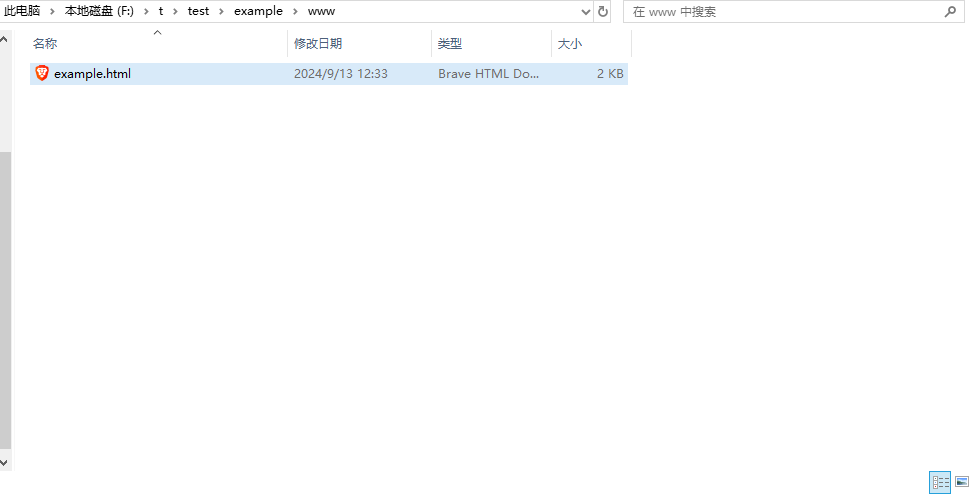 此电脑 > 本地磁盘 (F:) > t > test > example > www
在 www 中搜索
名称 修改日期 类型 大小
example.html 2024/9/13 12:33 Brave HTML Do... 2 KB